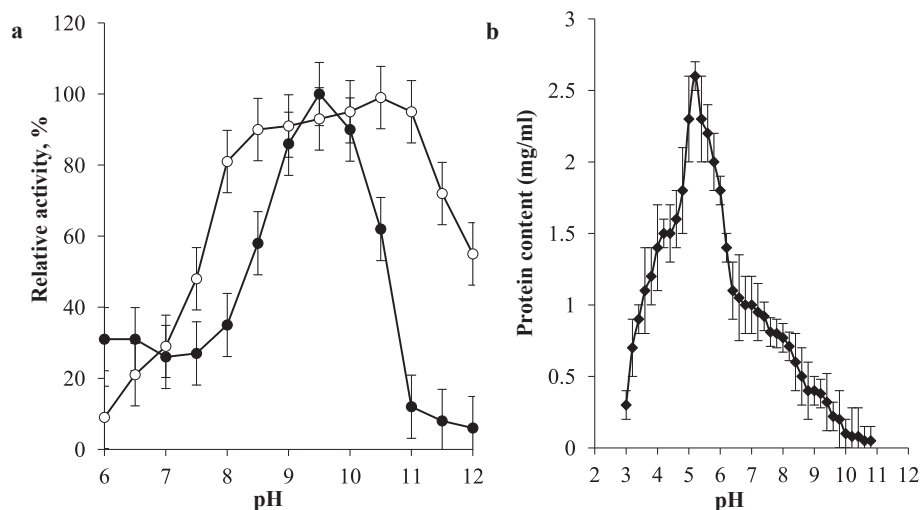 a
Relative activity, %
120
100
80
60
40
20
0
6 7 8 9 10 11 12
pH
b
Protein content (mg/ml)
3
2.5
2
1.5
1
0.5
0
2 3 4 5 6 7 8 9 10 11 12
pH